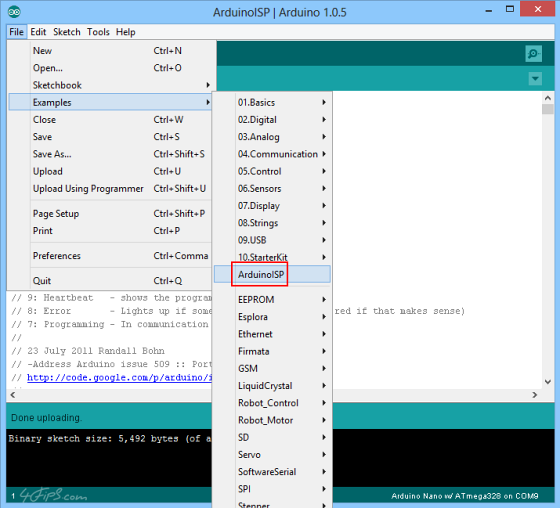 ArduinoISP | Arduino 1.0.5
File Edit Sketch Tools Help
New Ctrl+N
Open... Ctrl+O
Sketchbook
Examples
Close Ctrl+W
Save Ctrl+S
Save As... Ctrl+Shift+S
Upload Ctrl+U
Upload Using Programmer Ctrl+Shift+U
Page Setup Ctrl+Shift+P
Print Ctrl+P
Preferences Ctrl+Comma
Quit Ctrl+Q
01.Basics
02.Digital
03.Analog
04.Communication
05.Control
06.Sensors
07.Display
08.Strings
09.USB
10.StarterKit
ArduinoISP
EEPROM
Esplora
Ethernet
Firmata
GSM
LiquidCrystal
Robot_Control
Robot_Motor
SD
Servo
SoftwareSerial
SPI
Stepper
// 9: Heartbeat - shows the program
// 8: Error - Lights up if some red if that makes sense)
// 7: Programming - In communication
//
// 23 July 2011 Randall Bohn
// -Address Arduino issue 509 :: Port
// http://code.google.com/p/arduino/i
Done uploading.
Binary sketch size: 5,492 bytes (of a
1 4FIPS.com
Arduino Nano w/ ATmega328 on COM9